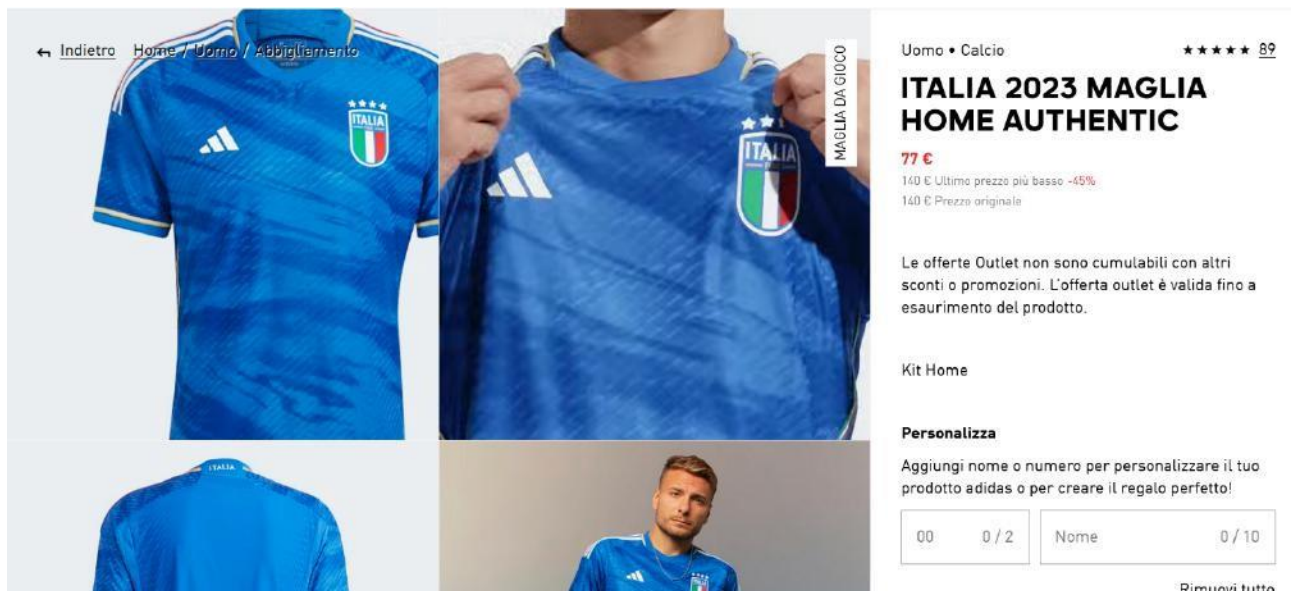 Indietro Home / Uomo / Abbigliamento
ITALIA
ITALIA
MAGLIA DA GIOCO
ITALIA
Uomo • Calcio ★★★★★ 89
ITALIA 2023 MAGLIA
HOME AUTHENTIC
77 €
140 € Ultimo prezzo più basso -45%
140 € Prezzo originale
Le offerte Outlet non sono cumulabili con altri
sconti o promozioni. L'offerta outlet è valida fino a
esaurimento del prodotto.
Kit Home
Personalizza
Aggiungi nome o numero per personalizzare il tuo
prodotto adidas o per creare il regalo perfetto!
00 0 / 2 Nome 0 / 10
Rimuovi tutto